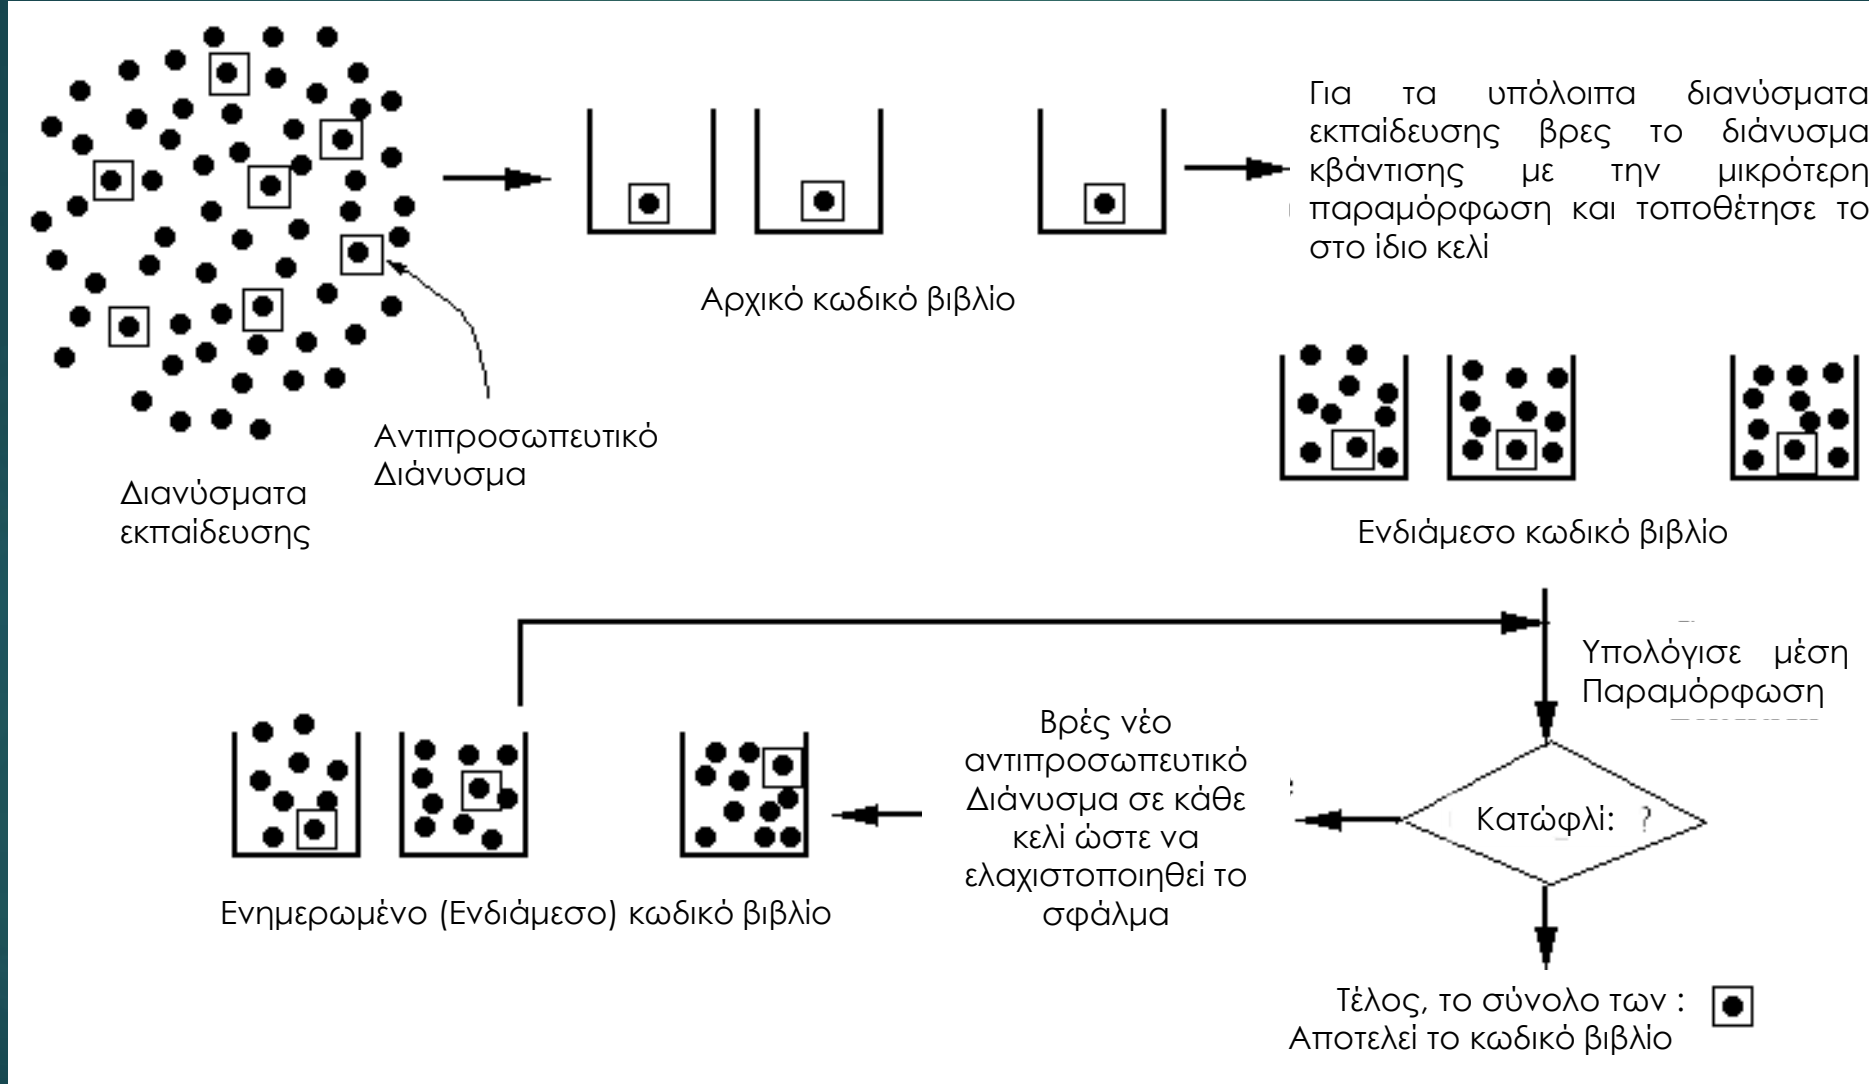 Για τα υπόλοιπα διανύσματα
εκπαίδευσης βρες το διάνυσμα
κβάντισης με την μικρότερη
παραμόρφωση και τοποθέτησε το
στο ίδιο κελί
Αρχικό κωδικό βιβλίο
Αντιπροσωπευτικό
Διάνυσμα
Διανύσματα
εκπαίδευσης
Ενδιάμεσο κωδικό βιβλίο
Υπολόγισε μέση
Παραμόρφωση
Βρές νέο
αντιπροσωπευτικό
Διάνυσμα σε κάθε
κελί ώστε να
ελαχιστοποιηθεί το
σφάλμα
Κατώφλί: ?
Ενημερωμένο (Ενδιάμεσο) κωδικό βιβλίο
Τέλος, το σύνολο των :
Αποτελεί το κωδικό βιβλίο